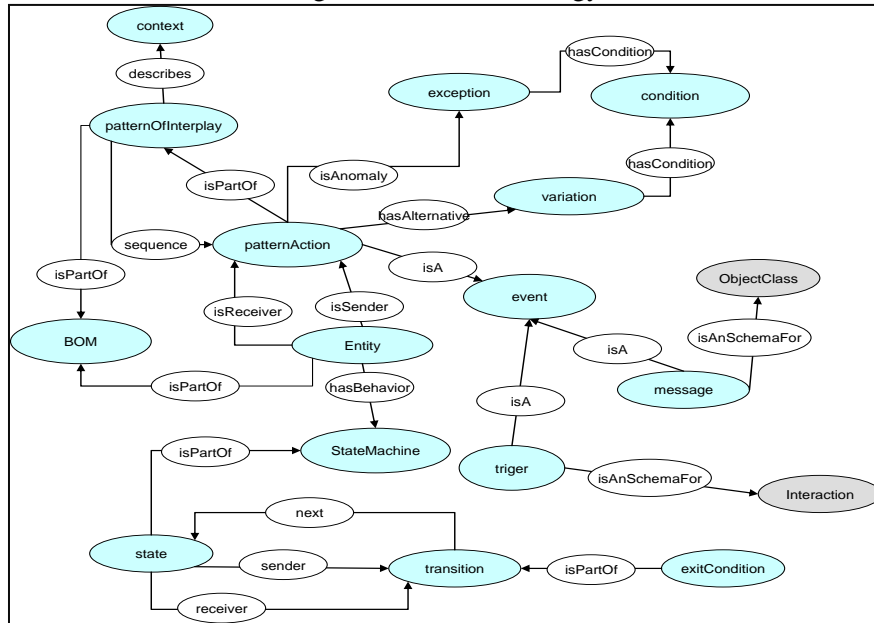 context
describes
hasCondition
exception
condition
patternOfInterplay
isAnomaly
hasCondition
isPartOf
variation
hasAlternative
sequence
patternAction
isA
isPartOf
ObjectClass
isSender
event
isReceiver
isAnSchemaFor
BOM
Entity
isA
isPartOf
hasBehavior
message
isA
isPartOf
StateMachine
triger
isAnSchemaFor
Interaction
next
state
sender
transition
isPartOf
exitCondition
receiver